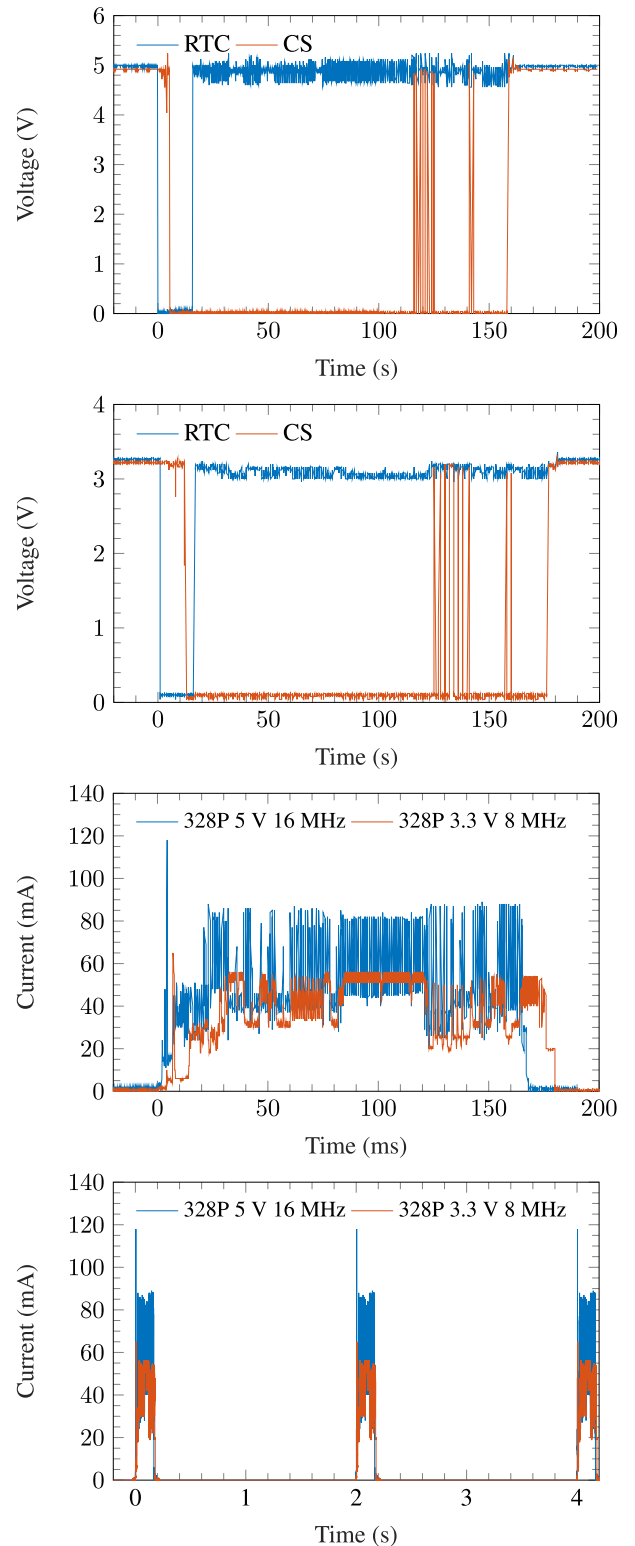 RTC CS
6
5
4
3
2
1
0
Voltage (V)
0 50 100 150 200
Time (s)
RTC CS
4
3
2
1
0
Voltage (V)
0 50 100 150 200
Time (s)
328P 5 V 16 MHz 328P 3.3 V 8 MHz
140
120
100
80
60
40
20
0
Current (mA)
0 50 100 150 200
Time (ms)
328P 5 V 16 MHz 328P 3.3 V 8 MHz
140
120
100
80
60
40
20
0
Current (mA)
0 1 2 3 4
Time (s)